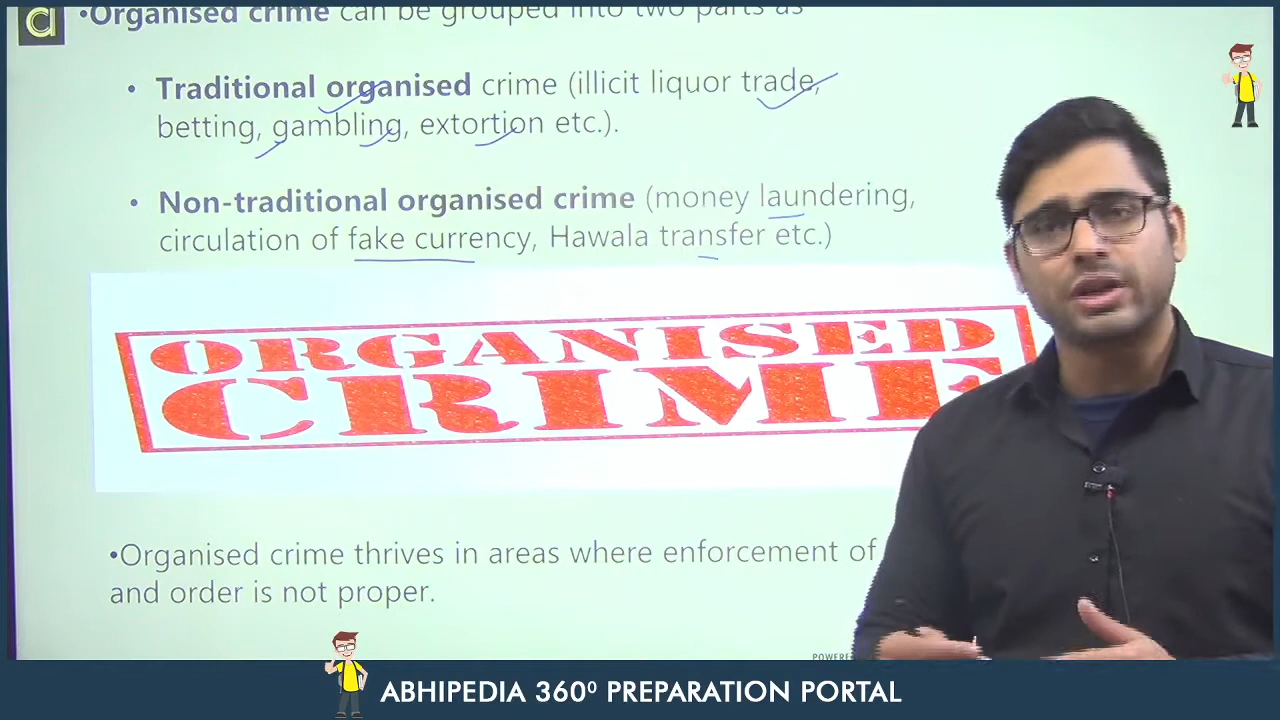 a
•Organised crime can be grouped into two parts as
• Traditional organised crime (illicit liquor trade,
betting, gambling, extortion etc.).
• Non-traditional organised crime (money laundering,
circulation of fake currency, Hawala transfer etc.)
ORGANISED
CRIME
•Organised crime thrives in areas where enforcement of
and order is not proper.
POWERE
ABHIPEDIA 360⁰ PREPARATION PORTAL